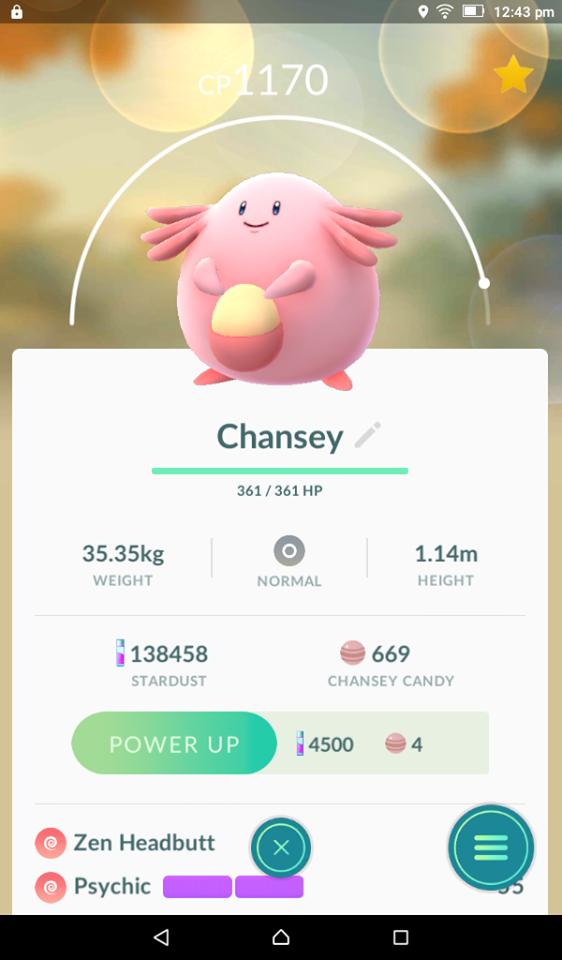 12:43 pm
CP1170
Chansey
361 / 361 HP
35.35kg 1.14m
WEIGHT NORMAL HEIGHT
138458 669
STARDUST CHANSEY CANDY
POWER UP 4500 4
Zen Headbutt
Psychic